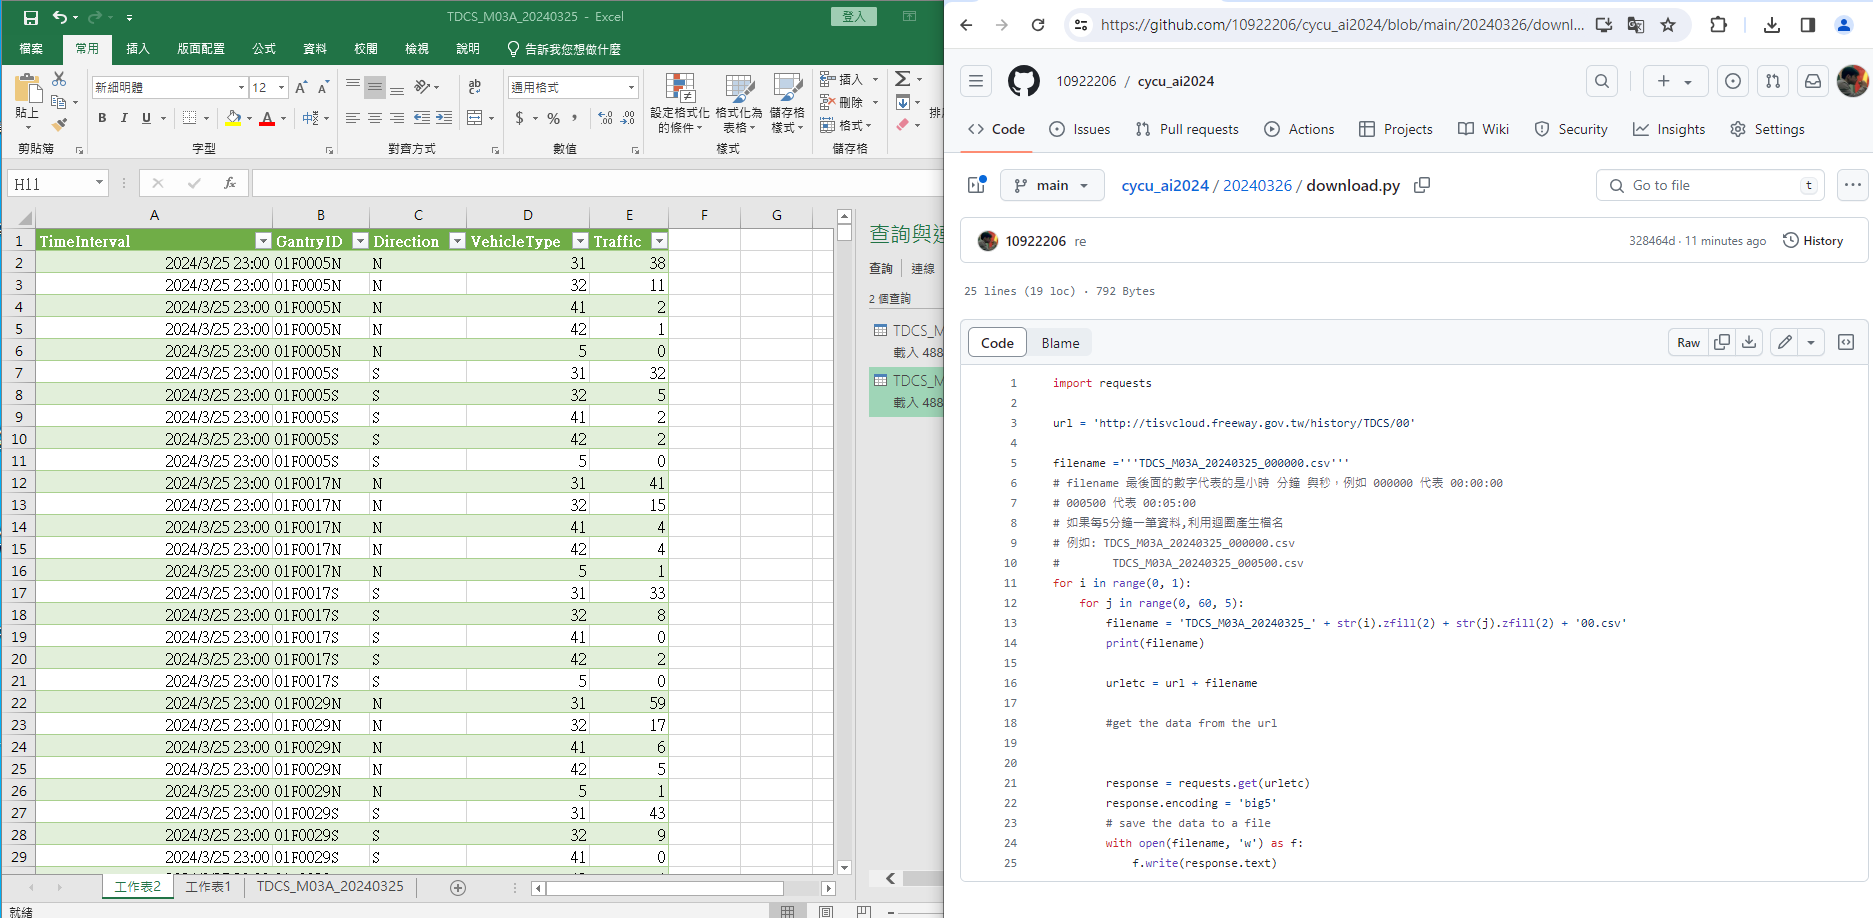 TDCS_M03A_20240325 - Excel
登入
檔案 常用 插入 版面配置 公式 資料 校閱 檢視 說明 告訴我您想做什麼
貼上
新細明體 12
B I U
通用格式
$ % ,
設定格式化的條件
格式化為表格
儲存格樣式
插入
刪除
格式
剪貼簿 字型 對齊方式 數值 樣式 儲存格
H11
fx
A B C D E F G
1 TimeInterval GantryID Direction VehicleType Traffic
2 2024/3/25 23:00 01F0005N N 31 38
3 2024/3/25 23:00 01F0005N N 32 11
4 2024/3/25 23:00 01F0005N N 41 2
5 2024/3/25 23:00 01F0005N N 42 1
6 2024/3/25 23:00 01F0005N N 5 0
7 2024/3/25 23:00 01F0005S S 31 32
8 2024/3/25 23:00 01F0005S S 32 5
9 2024/3/25 23:00 01F0005S S 41 2
10 2024/3/25 23:00 01F0005S S 42 2
11 2024/3/25 23:00 01F0005S S 5 0
12 2024/3/25 23:00 01F0017N N 31 41
13 2024/3/25 23:00 01F0017N N 32 15
14 2024/3/25 23:00 01F0017N N 41 4
15 2024/3/25 23:00 01F0017N N 42 4
16 2024/3/25 23:00 01F0017N N 5 1
17 2024/3/25 23:00 01F0017S S 31 33
18 2024/3/25 23:00 01F0017S S 32 8
19 2024/3/25 23:00 01F0017S S 41 0
20 2024/3/25 23:00 01F0017S S 42 2
21 2024/3/25 23:00 01F0017S S 5 0
22 2024/3/25 23:00 01F0029N N 31 59
23 2024/3/25 23:00 01F0029N N 32 17
24 2024/3/25 23:00 01F0029N N 41 6
25 2024/3/25 23:00 01F0029N N 42 5
26 2024/3/25 23:00 01F0029N N 5 1
27 2024/3/25 23:00 01F0029S S 31 43
28 2024/3/25 23:00 01F0029S S 32 9
29 2024/3/25 23:00 01F0029S S 41 0
查詢與
查詢 連線
2 個查詢
TDCS_M
載入 488
TDCS_M
載入 488
工作表2 工作表1 TDCS_M03A_20240325
就緒
https://github.com/10922206/cycu_ai2024/blob/main/20240326/downl...
10922206 / cycu_ai2024
Code Issues Pull requests Actions Projects Wiki Security Insights Settings
main cycu_ai2024 / 20240326 / download.py
Go to file t
10922206 re 328464d · 11 minutes ago History
25 lines (19 loc) · 792 Bytes
Code Blame Raw
1 import requests
2
3 url = 'http://tisvcloud.freeway.gov.tw/history/TDCS/00'
4
5 filename ='''TDCS_M03A_20240325_000000.csv'''
6 # filename 最後面的數字代表的是小時 分鐘 與秒，例如 000000 代表 00:00:00
7 # 000500 代表 00:05:00
8 # 如果每5分鐘一筆資料,利用迴圈產生檔名
9 # 例如: TDCS_M03A_20240325_000000.csv
10 # TDCS_M03A_20240325_000500.csv
11 for i in range(0, 1):
12 for j in range(0, 60, 5):
13 filename = 'TDCS_M03A_20240325_' + str(i).zfill(2) + str(j).zfill(2) + '00.csv'
14 print(filename)
15
16 urletc = url + filename
17
18 #get the data from the url
19
20
21 response = requests.get(urletc)
22 response.encoding = 'big5'
23 # save the data to a file
24 with open(filename, 'w') as f:
25 f.write(response.text)